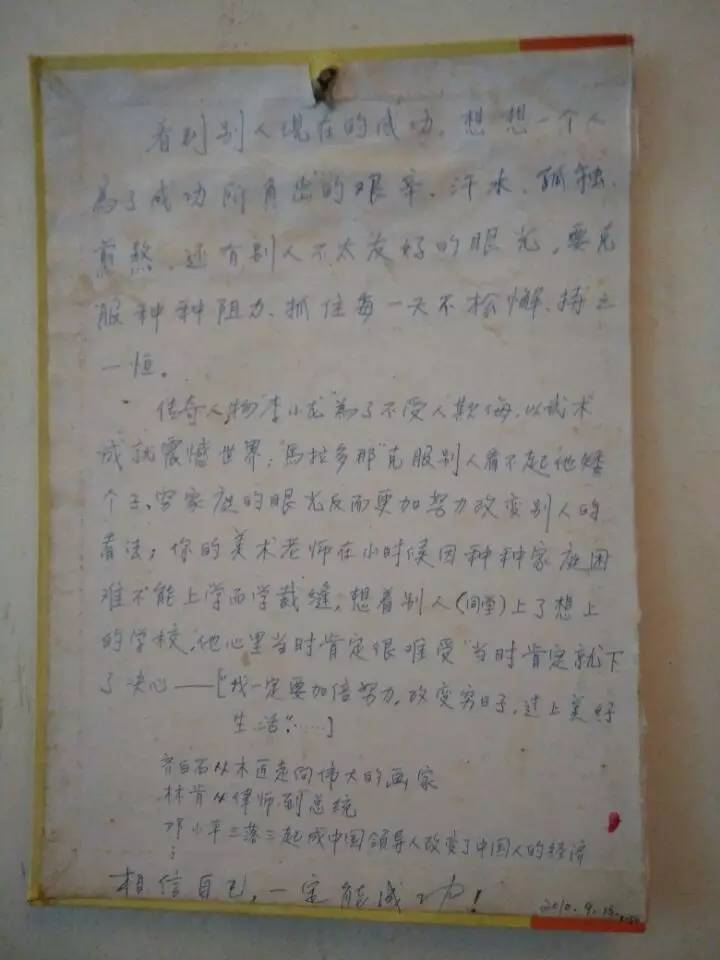 看到别人现在的成功，想想一个人
為了成功所负出的艰辛、汗水、孤独、
煎熬，还有别人不太友好的眼光，要克
服种种阻力、抓住每一天不松懈、持之
一恒。
传奇人物"李小龙"為了不受人欺侮，以武术
成就震憾世界；"馬拉多那"克服别人看不起他矮
个子、穷家庭的眼光反而更加努力改变别人的
看法；你的美术老师在小时候因种种家庭困
难不能上学而学裁缝，想着别人（同学）上了想上
的学校，他心里当时肯定很难受"当时肯定就下
了决心——["我一定要加倍努力，改变穷日子，过上美好
生活"……]
齐白石从木匠走向伟大的画家
林肯从律师到总统
邓小平三落三起成中国領导人改变了中国人的经济
相信自己，一定能成功！
2010.9.15